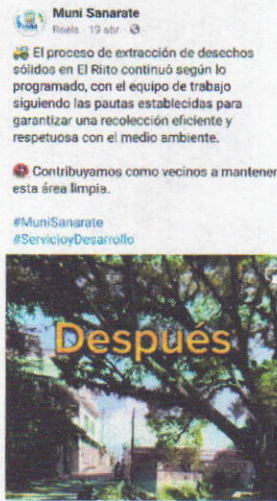 Muni Sanarate
Reels · 19 abr ·
El proceso de extracción de desechos
sólidos en El Riito continuó según lo
programado, con el equipo de trabajo
siguiendo las pautas establecidas para
garantizar una recolección eficiente y
respetuosa con el medio ambiente.
Contribuyamos como vecinos a mantener
esta área limpia.
#MuniSanarate
#ServicioyDesarrollo
Después